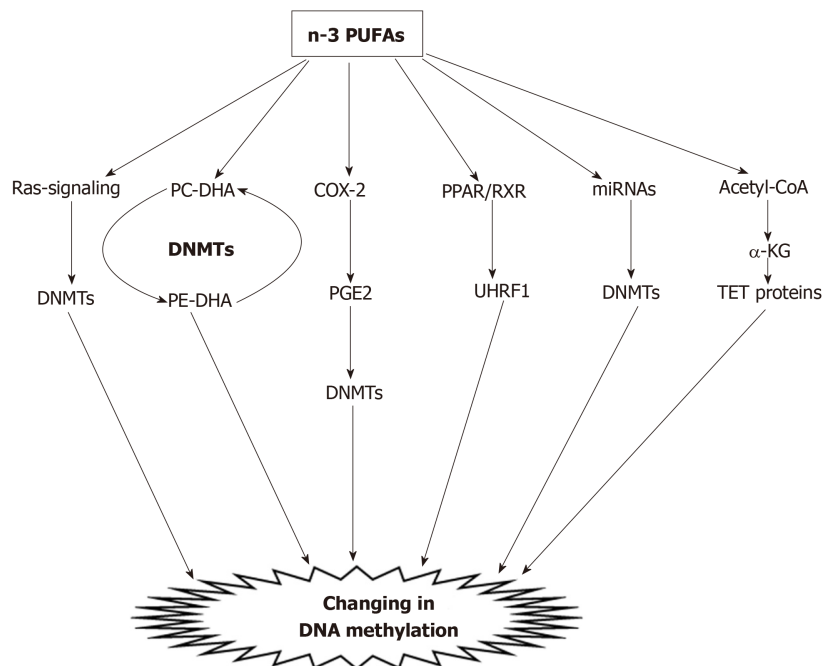 n-3 PUFAs
Ras-signaling
PC-DHA
COX-2
PPAR/RXR
miRNAs
Acetyl-CoA
DNMTs
α-KG
DNMTs
PE-DHA
PGE2
UHRF1
DNMTs
TET proteins
DNMTs
Changing in
DNA methylation